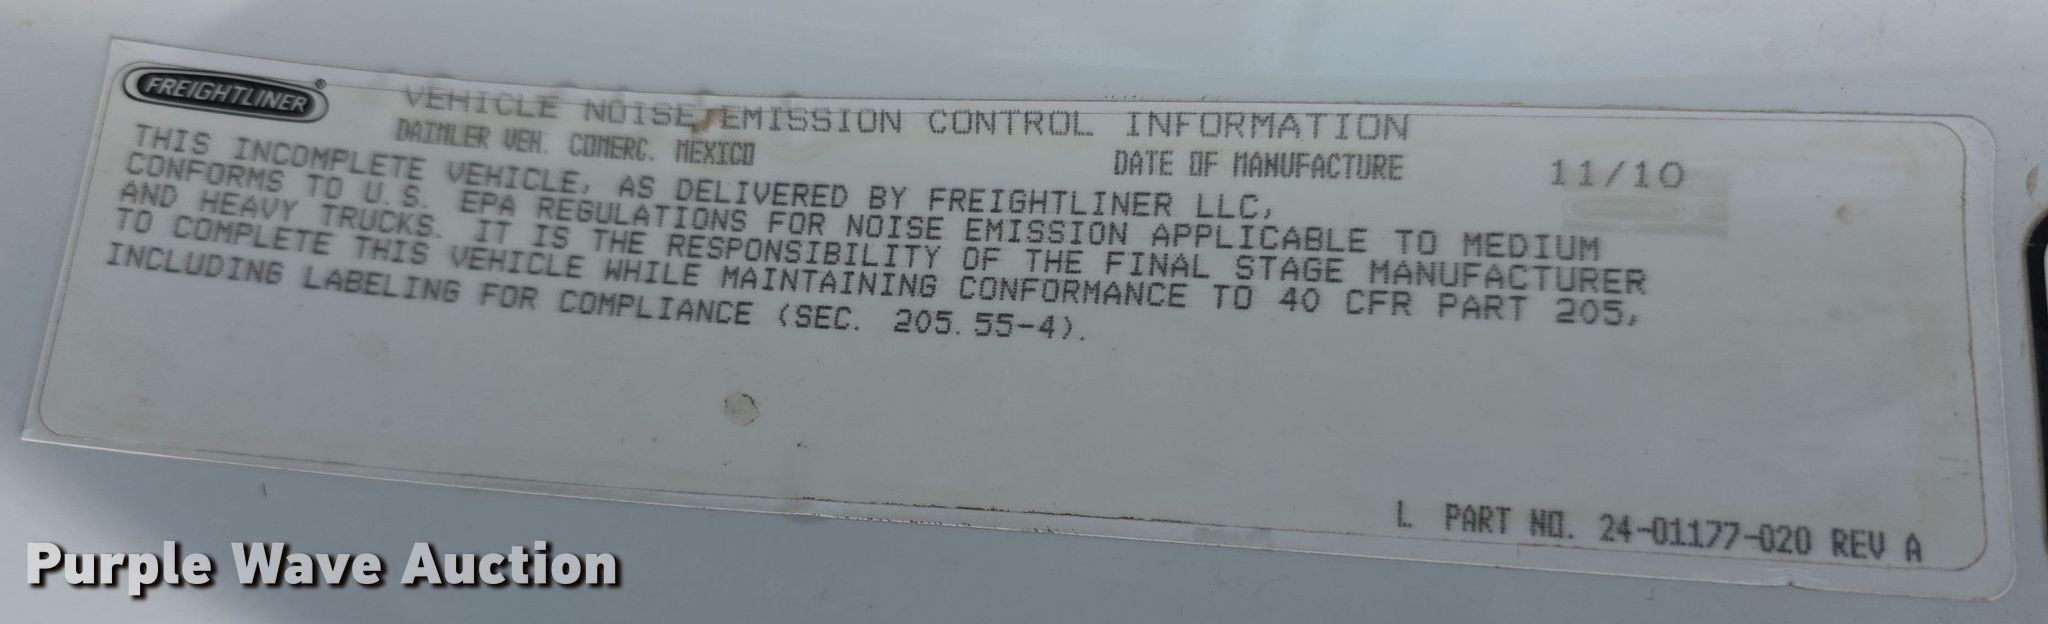 FREIGHTLINER®
VEHICLE NOISE EMISSION CONTROL INFORMATION
DAIMLER VEH. COMERC. MEXICO DATE OF MANUFACTURE 11/10
THIS INCOMPLETE VEHICLE, AS DELIVERED BY FREIGHTLINER LLC,
CONFORMS TO U.S. EPA REGULATIONS FOR NOISE EMISSION APPLICABLE TO MEDIUM
AND HEAVY TRUCKS. IT IS THE RESPONSIBILITY OF THE FINAL STAGE MANUFACTURER
TO COMPLETE THIS VEHICLE WHILE MAINTAINING CONFORMANCE TO 40 CFR PART 205,
INCLUDING LABELING FOR COMPLIANCE (SEC. 205.55-4).
L PART NO. 24-01177-020 REV A
Purple Wave Auction